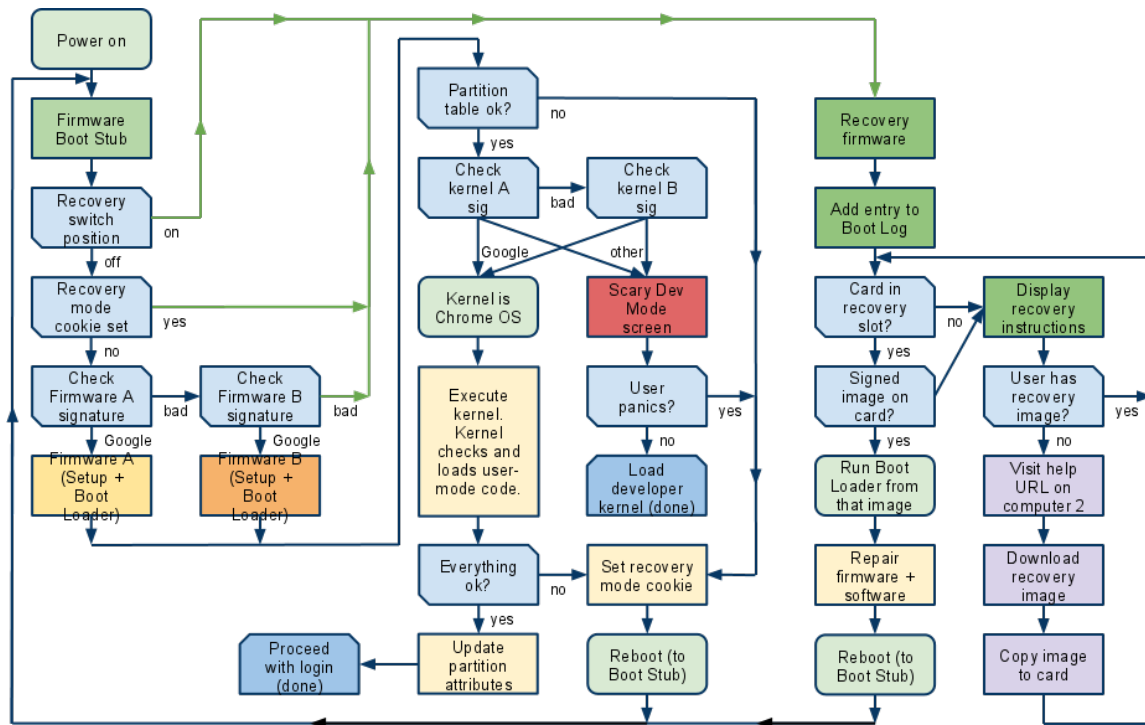 Power on
Firmware
Boot Stub
Recovery
switch
position
on
off
Recovery
mode
cookie set
yes
no
Check
Firmware A
signature
bad
Check
Firmware B
signature
bad
Google
Google
Firmware A
(Setup +
Boot
Loader)
Firmware B
(Setup +
Boot
Loader)
Partition
table ok?
no
yes
Check
kernel A
sig
bad
Check
kernel B
sig
Google
other
Kernel is
Chrome OS
Scary Dev
Mode
screen
Execute
kernel.
Kernel
checks and
loads user-
mode code.
User
panics?
yes
no
Load
developer
kernel (done)
Everything
ok?
no
yes
Set recovery
mode cookie
Proceed
with login
(done)
Update
partition
attributes
Reboot (to
Boot Stub)
Recovery
firmware
Add entry to
Boot Log
Card in
recovery
slot?
no
yes
Display
recovery
instructions
Signed
image on
card?
yes
User has
recovery
image?
yes
no
Run Boot
Loader from
that image
Visit help
URL on
computer 2
Repair
firmware +
software
Download
recovery
image
Reboot (to
Boot Stub)
Copy image
to card